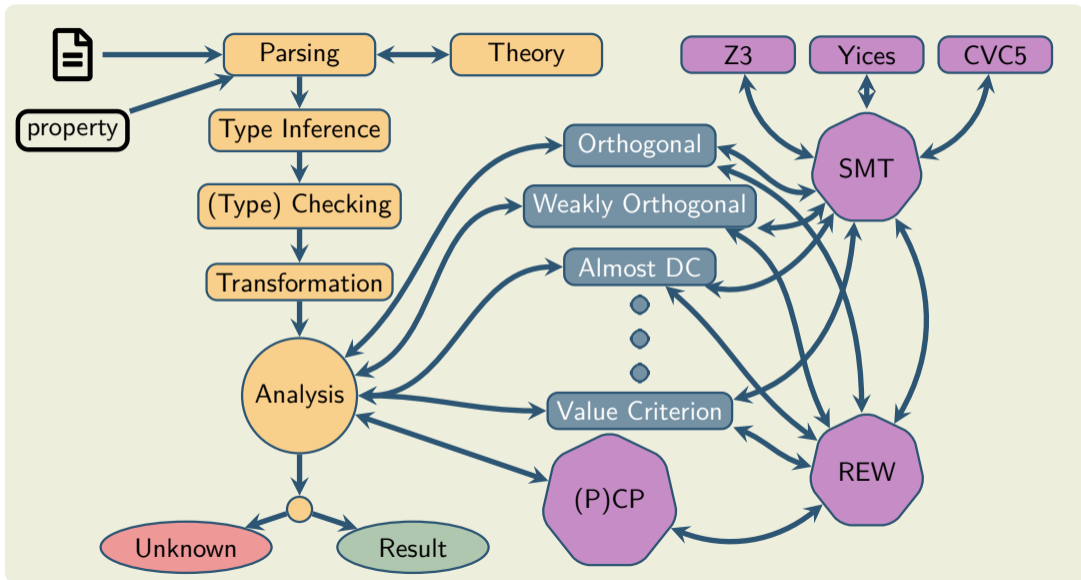 Parsing
Theory
Z3
Yices
CVC5
property
Type Inference
Orthogonal
SMT
(Type) Checking
Weakly Orthogonal
Transformation
Almost DC
Analysis
Value Criterion
REW
(P)CP
Unknown
Result